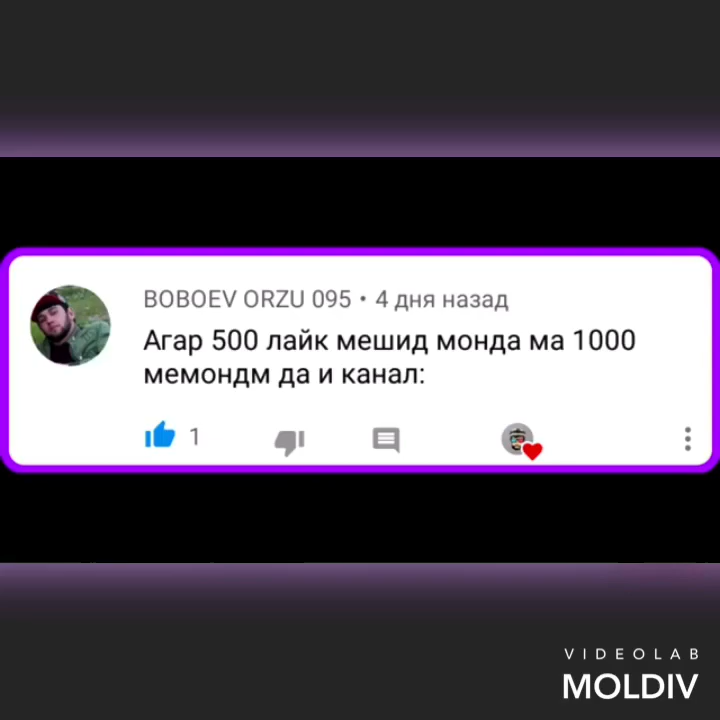 BOBOEV ORZU 095 • 4 дня назад
Агар 500 лайк мешид монда ма 1000
мемондм да и канал:
1
VIDEOLAB
MOLDIV